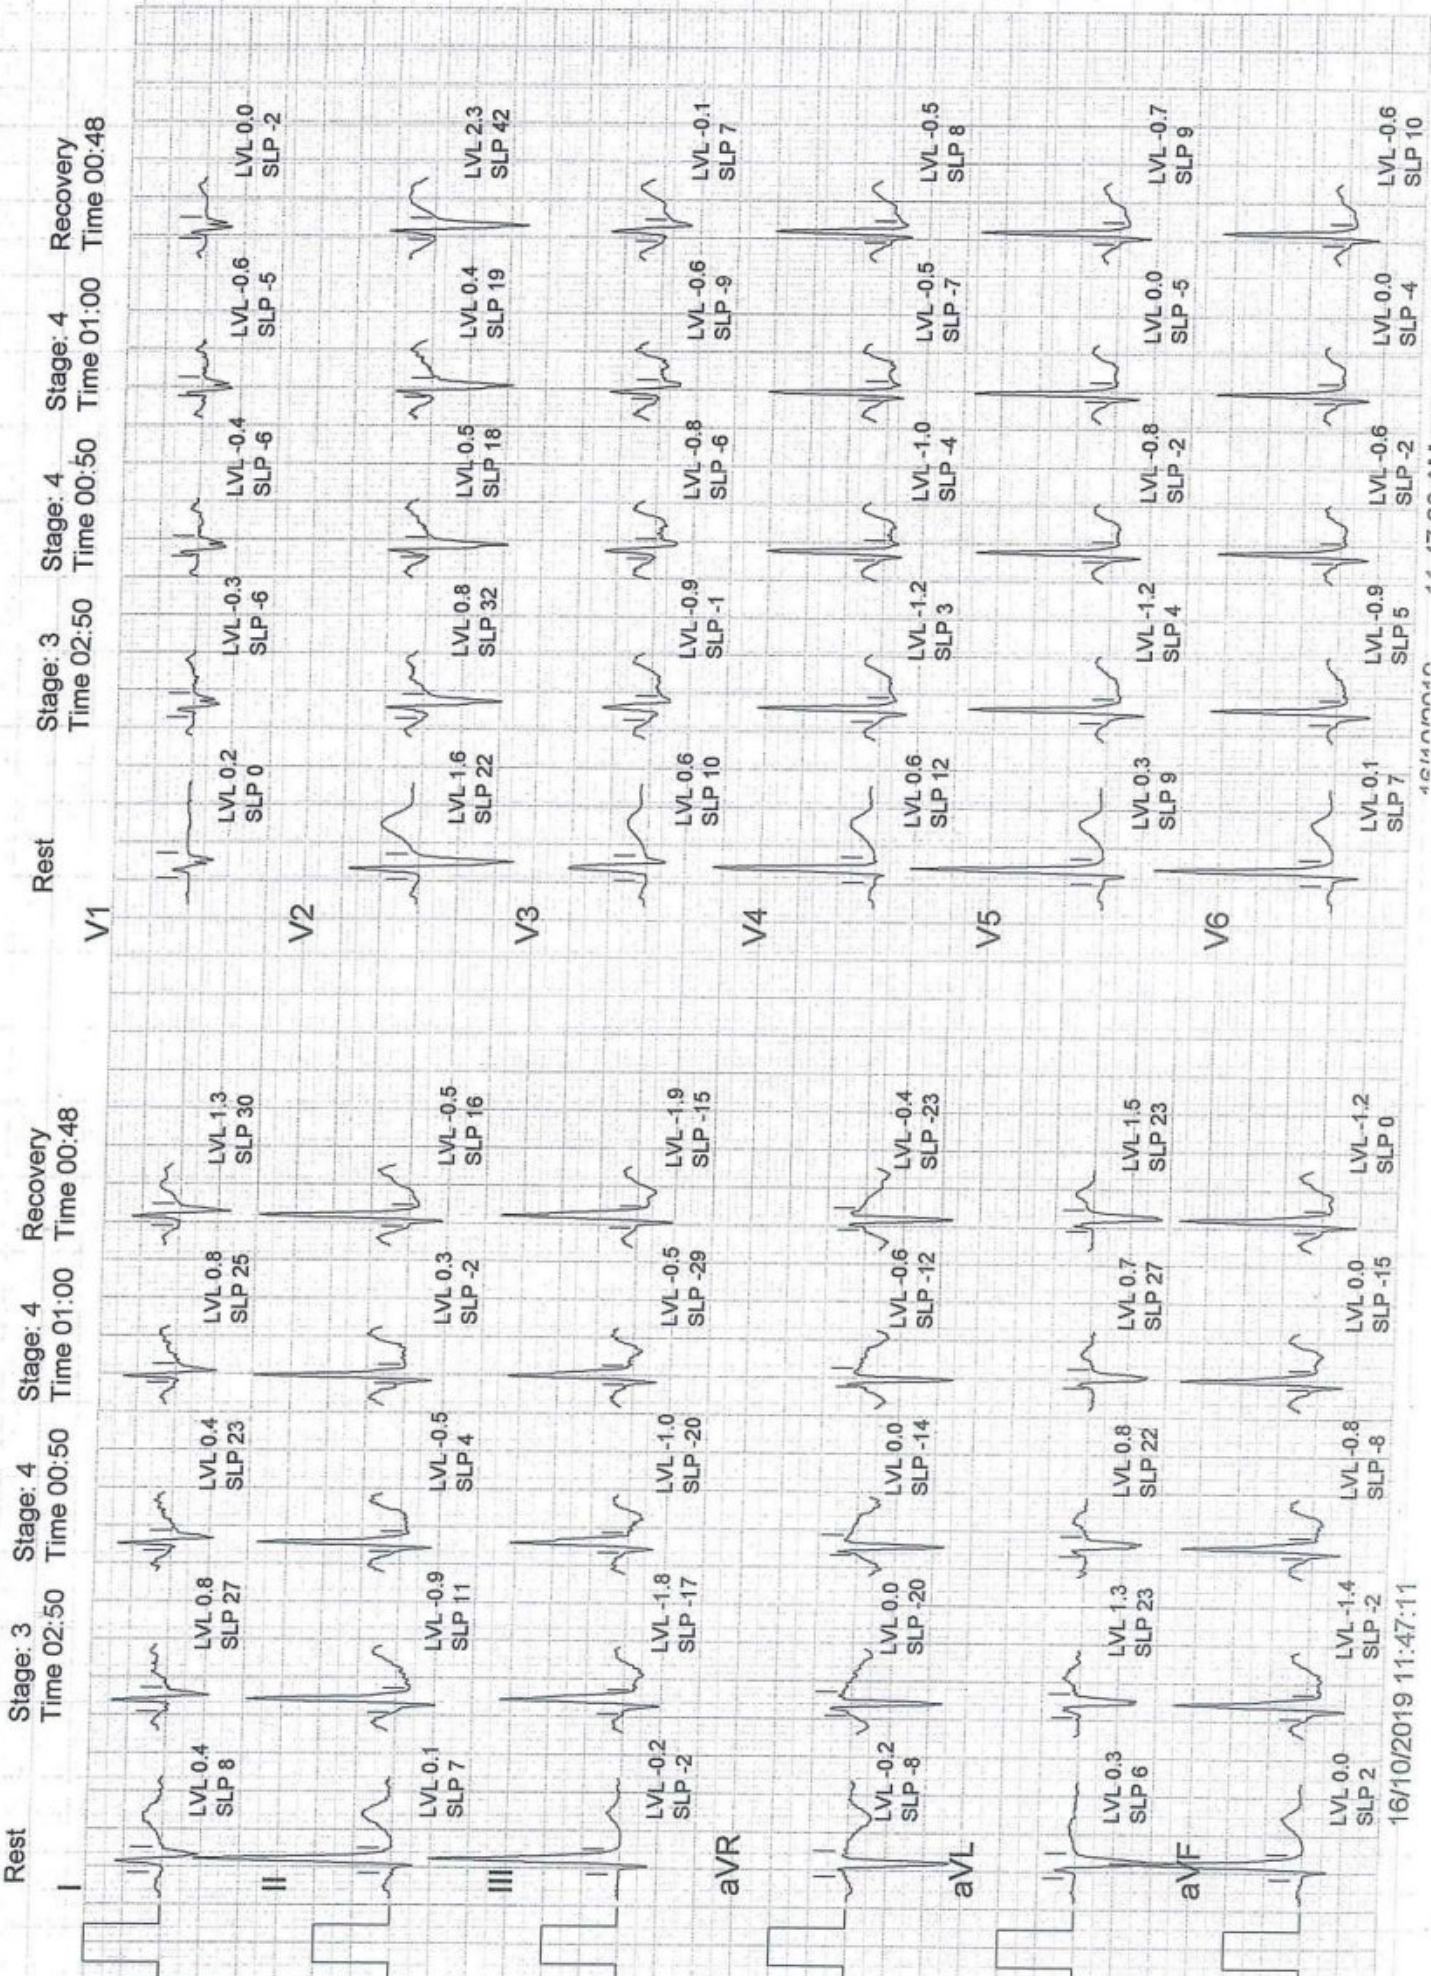 Rest
Stage: 3
Time 02:50
Stage: 4
Time 00:50
Stage: 4
Time 01:00
Recovery
Time 00:48
I
LVL 0.4
SLP 8
LVL 0.8
SLP 27
LVL 0.4
SLP 23
LVL 0.8
SLP 25
LVL 1.3
SLP 30
II
LVL 0.1
SLP 7
LVL -0.9
SLP 11
LVL -0.5
SLP 4
LVL 0.3
SLP -2
LVL -0.5
SLP 16
III
LVL -0.2
SLP -2
LVL -1.8
SLP -17
LVL -1.0
SLP -20
LVL -0.5
SLP -29
LVL -1.9
SLP -15
aVR
LVL -0.2
SLP -8
LVL 0.0
SLP -20
LVL 0.0
SLP -14
LVL -0.6
SLP -12
LVL -0.4
SLP -23
aVL
LVL 0.3
SLP 6
LVL 1.3
SLP 23
LVL 0.8
SLP 22
LVL 0.7
SLP 27
LVL 1.5
SLP 23
aVF
LVL 0.0
SLP 2
LVL -1.4
SLP -2
LVL -0.8
SLP -8
LVL 0.0
SLP -15
LVL -1.2
SLP 0
16/10/2019 11:47:11
Rest
Stage: 3
Time 02:50
Stage: 4
Time 00:50
Stage: 4
Time 01:00
Recovery
Time 00:48
V1
LVL 0.2
SLP 0
LVL -0.3
SLP -6
LVL -0.4
SLP -6
LVL -0.6
SLP -5
LVL 0.0
SLP -2
V2
LVL 1.6
SLP 22
LVL 0.8
SLP 32
LVL 0.5
SLP 18
LVL 0.4
SLP 19
LVL 2.3
SLP 42
V3
LVL 0.6
SLP 10
LVL -0.9
SLP -1
LVL -0.8
SLP -6
LVL -0.6
SLP -9
LVL -0.1
SLP 7
V4
LVL 0.6
SLP 12
LVL -1.2
SLP 3
LVL -1.0
SLP -4
LVL -0.5
SLP -7
LVL -0.5
SLP 8
V5
LVL 0.3
SLP 9
LVL -1.2
SLP 4
LVL -0.8
SLP -2
LVL 0.0
SLP -5
LVL -0.7
SLP 9
V6
LVL 0.1
SLP 7
LVL -0.9
SLP 5
LVL -0.6
SLP -2
LVL 0.0
SLP -4
LVL -0.6
SLP 10